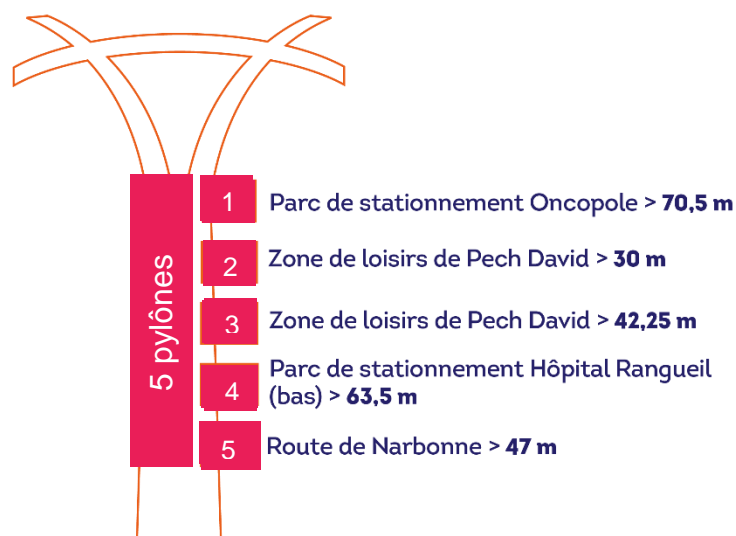 5 pylônes
1
Parc de stationnement Oncopole > 70,5 m
2
Zone de loisirs de Pech David > 30 m
3
Zone de loisirs de Pech David > 42,25 m
4
Parc de stationnement Hôpital Rangueil
(bas) > 63,5 m
5
Route de Narbonne > 47 m